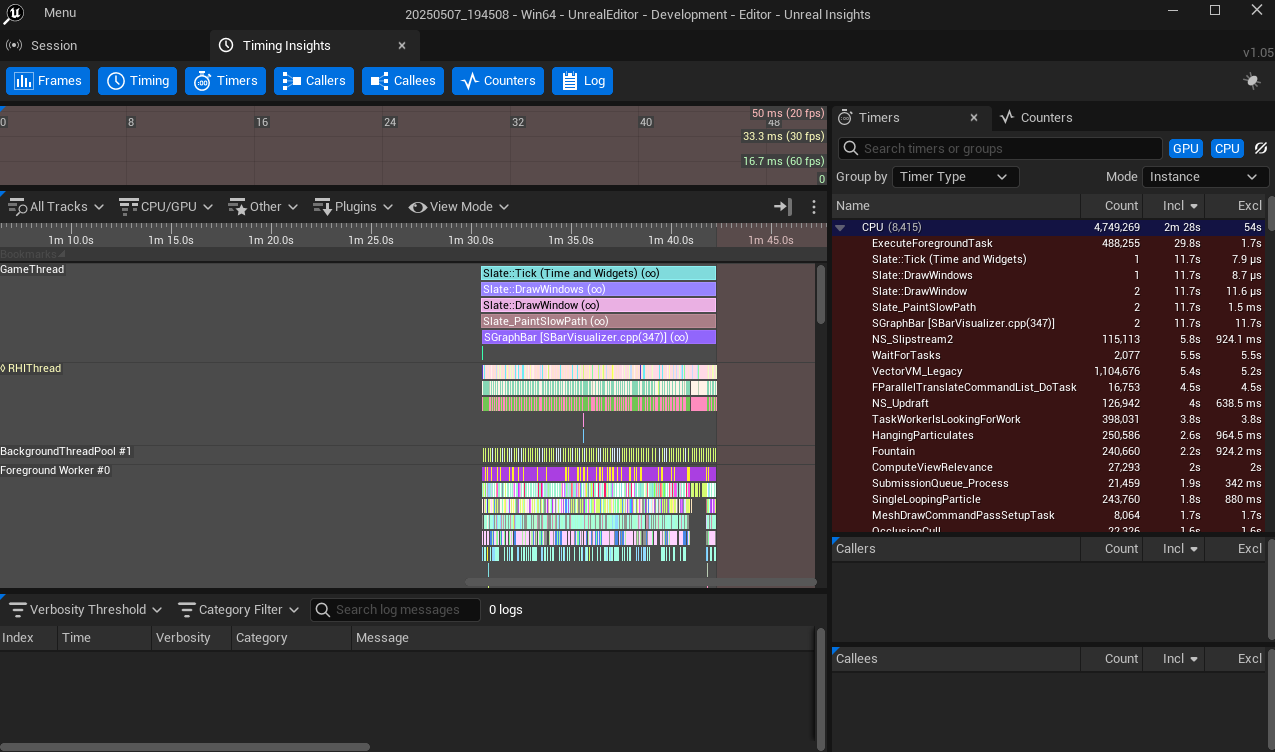 Menu
20250507_194508 - Win64 - UnrealEditor - Development - Editor - Unreal Insights
Session
Timing Insights
v1.05
Frames
Timing
Timers
Callers
Callees
Counters
Log
50 ms (20 fps)
0 8 16 24 32 40 48
33.3 ms (30 fps)
16.7 ms (60 fps)
0
All Tracks
CPU/GPU
Other
Plugins
View Mode
1m 10.0s 1m 15.0s 1m 20.0s 1m 25.0s 1m 30.0s 1m 35.0s 1m 40.0s 1m 45.0s
Bookmarks
GameThread
Slate::Tick (Time and Widgets) (∞)
Slate::DrawWindows (∞)
Slate::DrawWindow (∞)
Slate_PaintSlowPath (∞)
SGraphBar [SBarVisualizer.cpp(347)] (∞)
◊ RHIThread
BackgroundThreadPool #1
Foreground Worker #0
Verbosity Threshold
Category Filter
Search log messages
0 logs
Index Time Verbosity Category Message
Timers
Counters
Search timers or groups
GPU
CPU
Group by
Timer Type
Mode
Instance
Name Count Incl Excl
CPU (8,415) 4,749,269 2m 28s 54s
ExecuteForegroundTask 488,255 29.8s 1.7s
Slate::Tick (Time and Widgets) 1 11.7s 7.9 µs
Slate::DrawWindows 1 11.7s 8.7 µs
Slate::DrawWindow 2 11.7s 11.6 µs
Slate_PaintSlowPath 2 11.7s 1.5 ms
SGraphBar [SBarVisualizer.cpp(347)] 2 11.7s 11.7s
NS_Slipstream2 115,113 5.8s 924.1 ms
WaitForTasks 2,077 5.5s 5.5s
VectorVM_Legacy 1,104,676 5.4s 5.2s
FParallelTranslateCommandList_DoTask 16,753 4.5s 4.5s
NS_Updraft 126,942 4s 638.5 ms
TaskWorkerIsLookingForWork 398,031 3.8s 3.8s
HangingParticulates 250,586 2.6s 964.5 ms
Fountain 240,660 2.2s 924.2 ms
ComputeViewRelevance 27,293 2s 2s
SubmissionQueue_Process 21,459 1.9s 342 ms
SingleLoopingParticle 243,760 1.8s 880 ms
MeshDrawCommandPassSetupTask 8,064 1.7s 1.7s
OcclusionCull 22,326 1.6s 1.6s
Callers Count Incl Excl
Callees Count Incl Excl